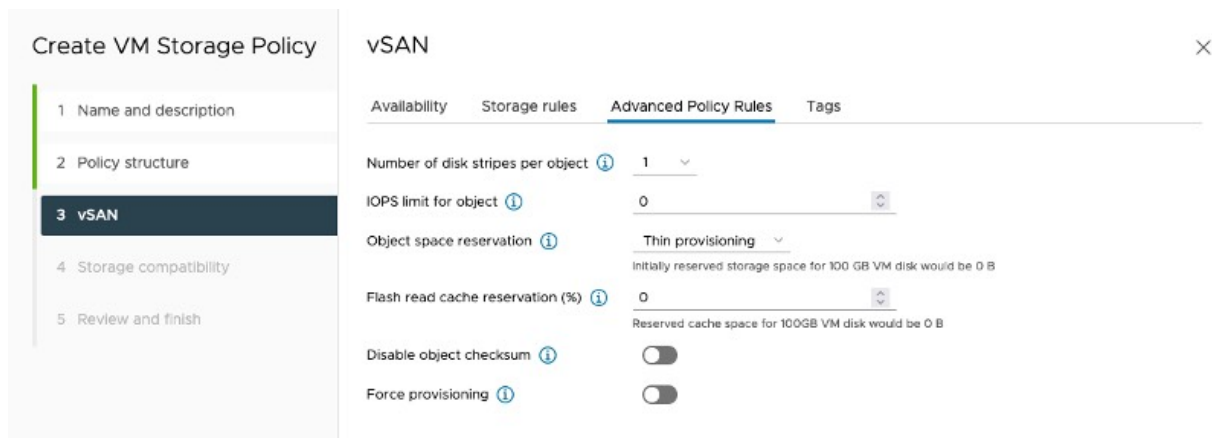 Create VM Storage Policy
1 Name and description
2 Policy structure
3 vSAN
4 Storage compatibility
5 Review and finish
vSAN
Availability Storage rules Advanced Policy Rules Tags
Number of disk stripes per object 1
IOPS limit for object 0
Object space reservation Thin provisioning
Initially reserved storage space for 100 GB VM disk would be 0 B
Flash read cache reservation (%) 0
Reserved cache space for 100GB VM disk would be 0 B
Disable object checksum
Force provisioning